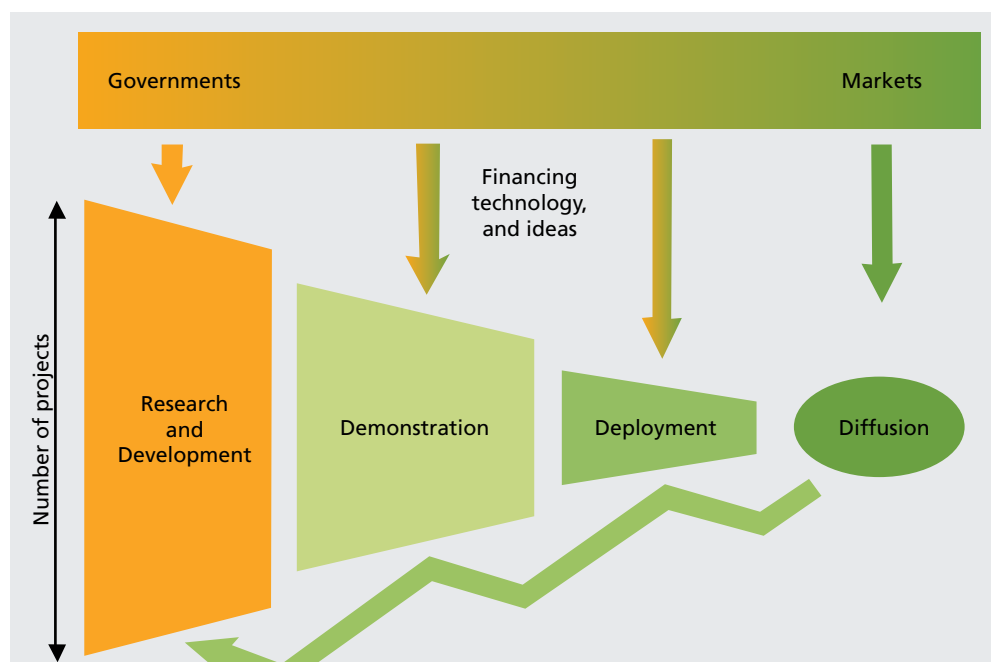 Governments
Markets
Financing
technology,
and ideas
Number of projects
Research
and
Development
Demonstration
Deployment
Diffusion